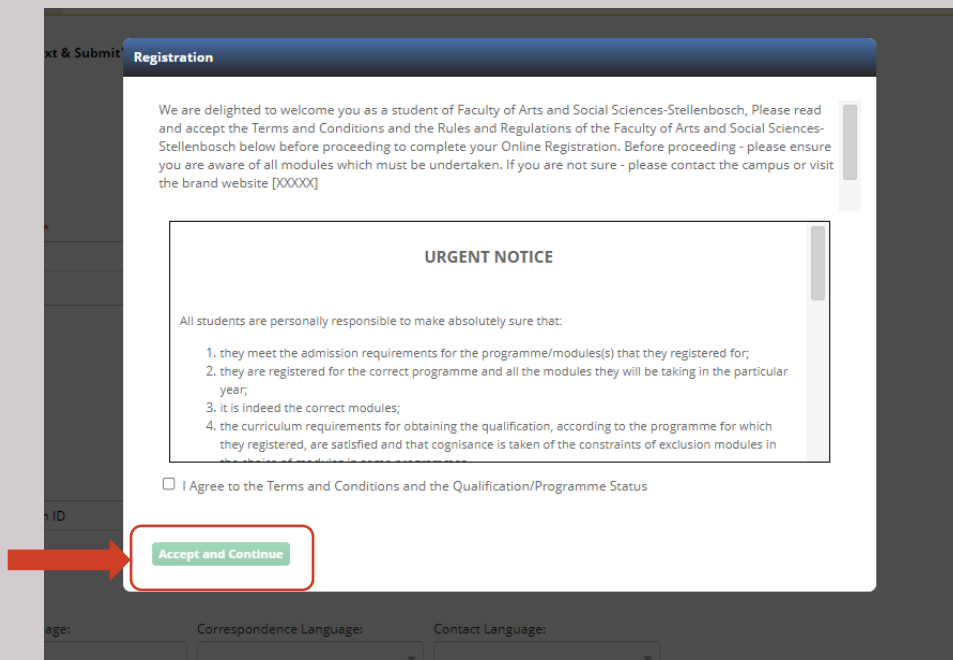 xt & Submit'
Registration
We are delighted to welcome you as a student of Faculty of Arts and Social Sciences-Stellenbosch, Please read
and accept the Terms and Conditions and the Rules and Regulations of the Faculty of Arts and Social Sciences-
Stellenbosch below before proceeding to complete your Online Registration. Before proceeding - please ensure
you are aware of all modules which must be undertaken. If you are not sure - please contact the campus or visit
the brand website [XXXXX]
*
URGENT NOTICE
All students are personally responsible to make absolutely sure that:
1. they meet the admission requirements for the programme/modules(s) that they registered for;
2. they are registered for the correct programme and all the modules they will be taking in the particular
year;
3. it is indeed the correct modules;
4. the curriculum requirements for obtaining the qualification, according to the programme for which
they registered, are satisfied and that cognisance is taken of the constraints of exclusion modules in
the choice of modules in some programmes
I Agree to the Terms and Conditions and the Qualification/Programme Status
n ID
Accept and Continue
age:
Correspondence Language:
Contact Language: